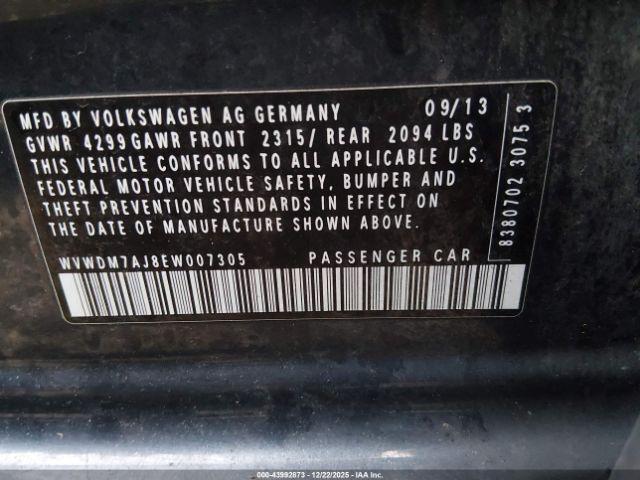 MFD BY VOLKSWAGEN AG GERMANY 09/13
GVWR 4299 GAWR FRONT 2315/ REAR 2094 LBS
THIS VEHICLE CONFORMS TO ALL APPLICABLE U.S.
FEDERAL MOTOR VEHICLE SAFETY, BUMPER AND
THEFT PREVENTION STANDARDS IN EFFECT ON
THE DATE OF MANUFACTURE SHOWN ABOVE.
WVWDM7AJ8EW007305 PASSENGER CAR
8380702 3075 3
000-43992873 - 12/22/2025 - IAAI.CA